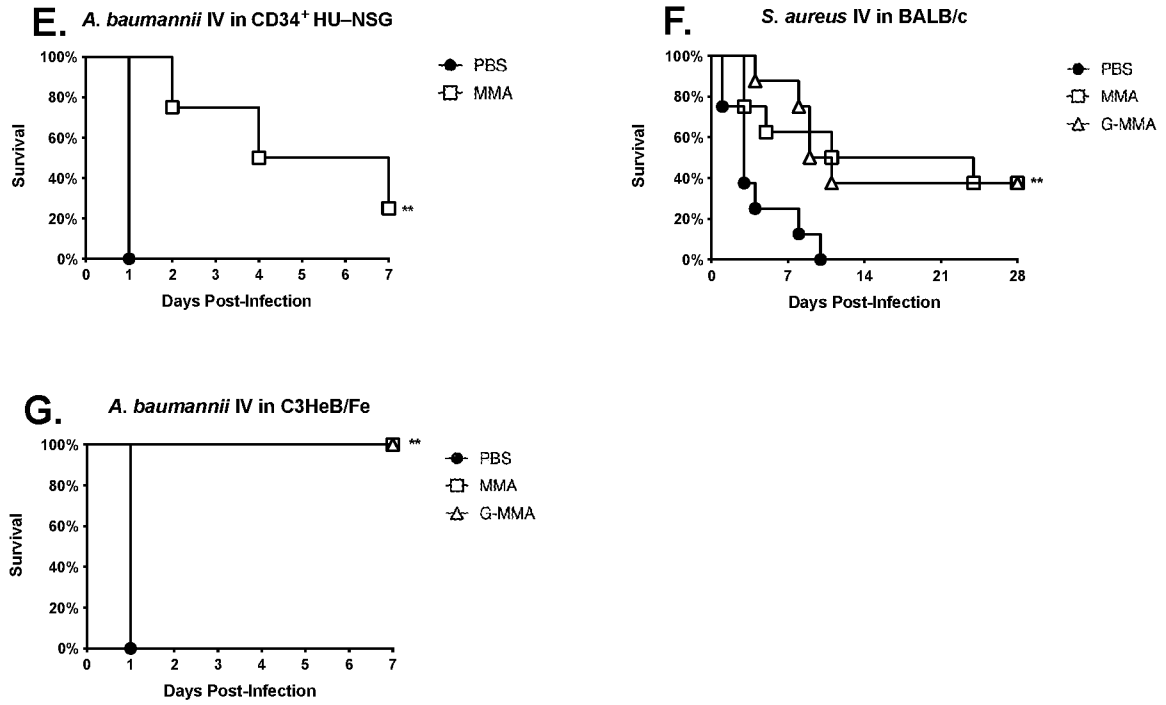 E.
A. baumannii IV in CD34+ HU–NSG
100%
80%
60%
40%
20%
0%
Survival
0 1 2 3 4 5 6 7
Days Post-Infection
PBS
MMA
**
F.
S. aureus IV in BALB/c
100%
80%
60%
40%
20%
0%
Survival
0 7 14 21 28
Days Post-Infection
PBS
MMA
G-MMA
**
G.
A. baumannii IV in C3HeB/Fe
100%
80%
60%
40%
20%
0%
Survival
0 1 2 3 4 5 6 7
Days Post-Infection
PBS
MMA
G-MMA
**